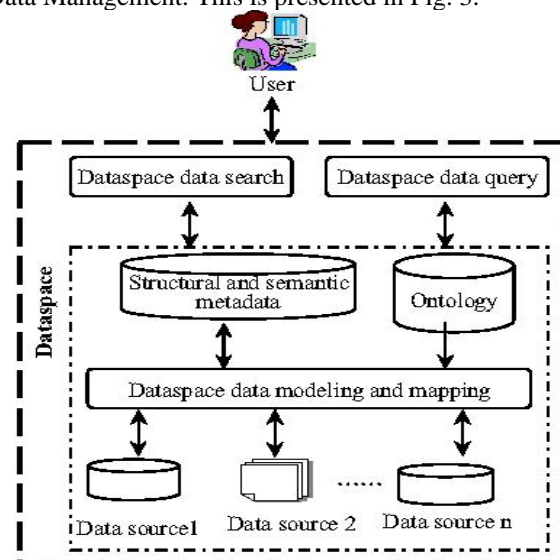 Data Management. This is presented in Fig. 3.
User
Dataspace data search
Dataspace data query
Dataspace
Structural and semantic
metadata
Ontology
Dataspace data modeling and mapping
Data source1
Data source 2
......
Data source n